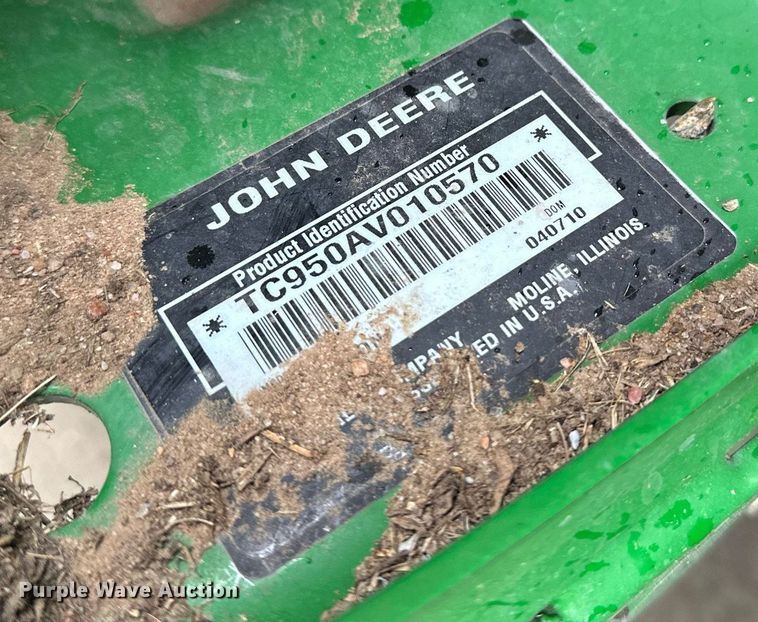 JOHN DEERE
Product Identification Number
TC950AV010570
DOM
040710
MOLINE, ILLINOIS.
IN U.S.A.
Purple Wave Auction